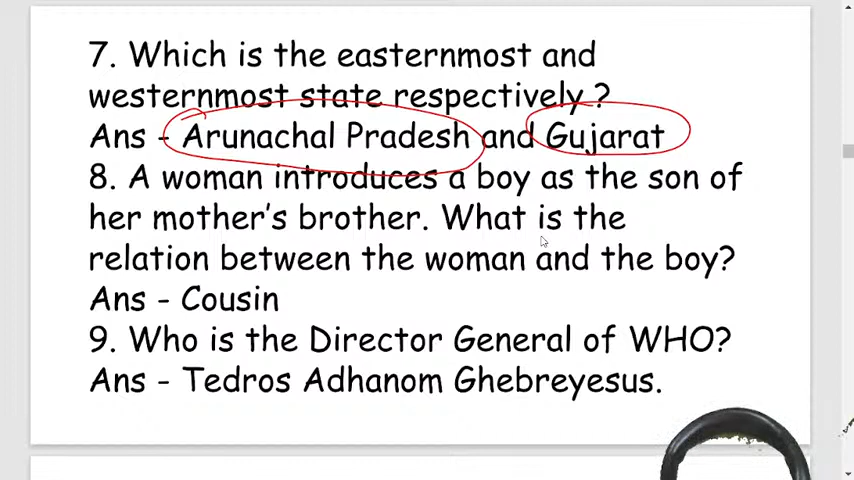 7. Which is the easternmost and
westernmost state respectively ?
Ans - Arunachal Pradesh and Gujarat
8. A woman introduces a boy as the son of
her mother's brother. What is the
relation between the woman and the boy?
Ans - Cousin
9. Who is the Director General of WHO?
Ans - Tedros Adhanom Ghebreyesus.